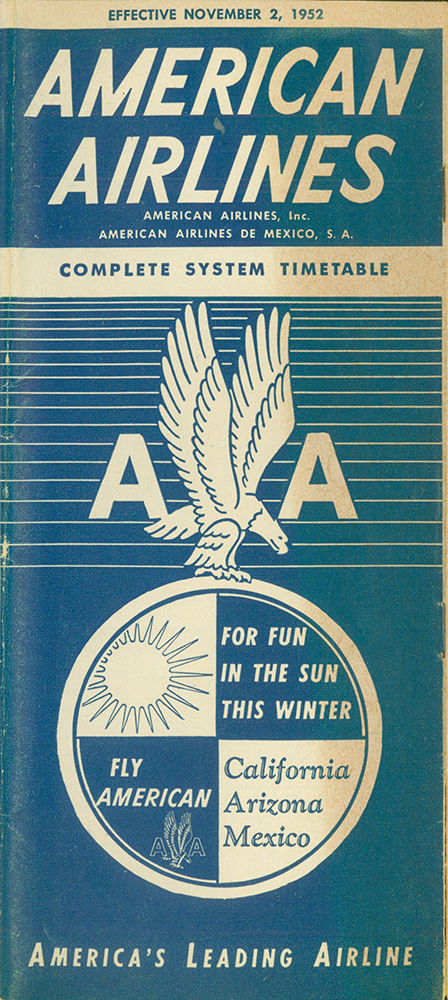 EFFECTIVE NOVEMBER 2, 1952
AMERICAN
AIRLINES
AMERICAN AIRLINES, Inc.
AMERICAN AIRLINES DE MEXICO, S. A.
COMPLETE SYSTEM TIMETABLE
A A
FOR FUN
IN THE SUN
THIS WINTER
FLY
AMERICAN
A A
California
Arizona
Mexico
AMERICA'S LEADING AIRLINE